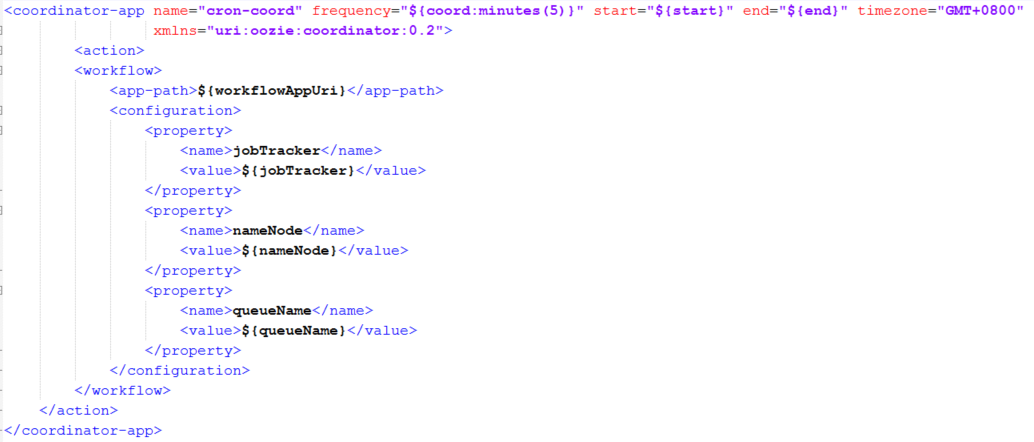 <coordinator-app name="cron-coord" frequency="${coord:minutes(5)}" start="${start}" end="${end}" timezone="GMT+0800"
                 xmlns="uri:oozie:coordinator:0.2">
        <action>
        <workflow>
            <app-path>${workflowAppUri}</app-path>
            <configuration>
                <property>
                    <name>jobTracker</name>
                    <value>${jobTracker}</value>
                </property>
                <property>
                    <name>nameNode</name>
                    <value>${nameNode}</value>
                </property>
                <property>
                    <name>queueName</name>
                    <value>${queueName}</value>
                </property>
            </configuration>
        </workflow>
    </action>
</coordinator-app>